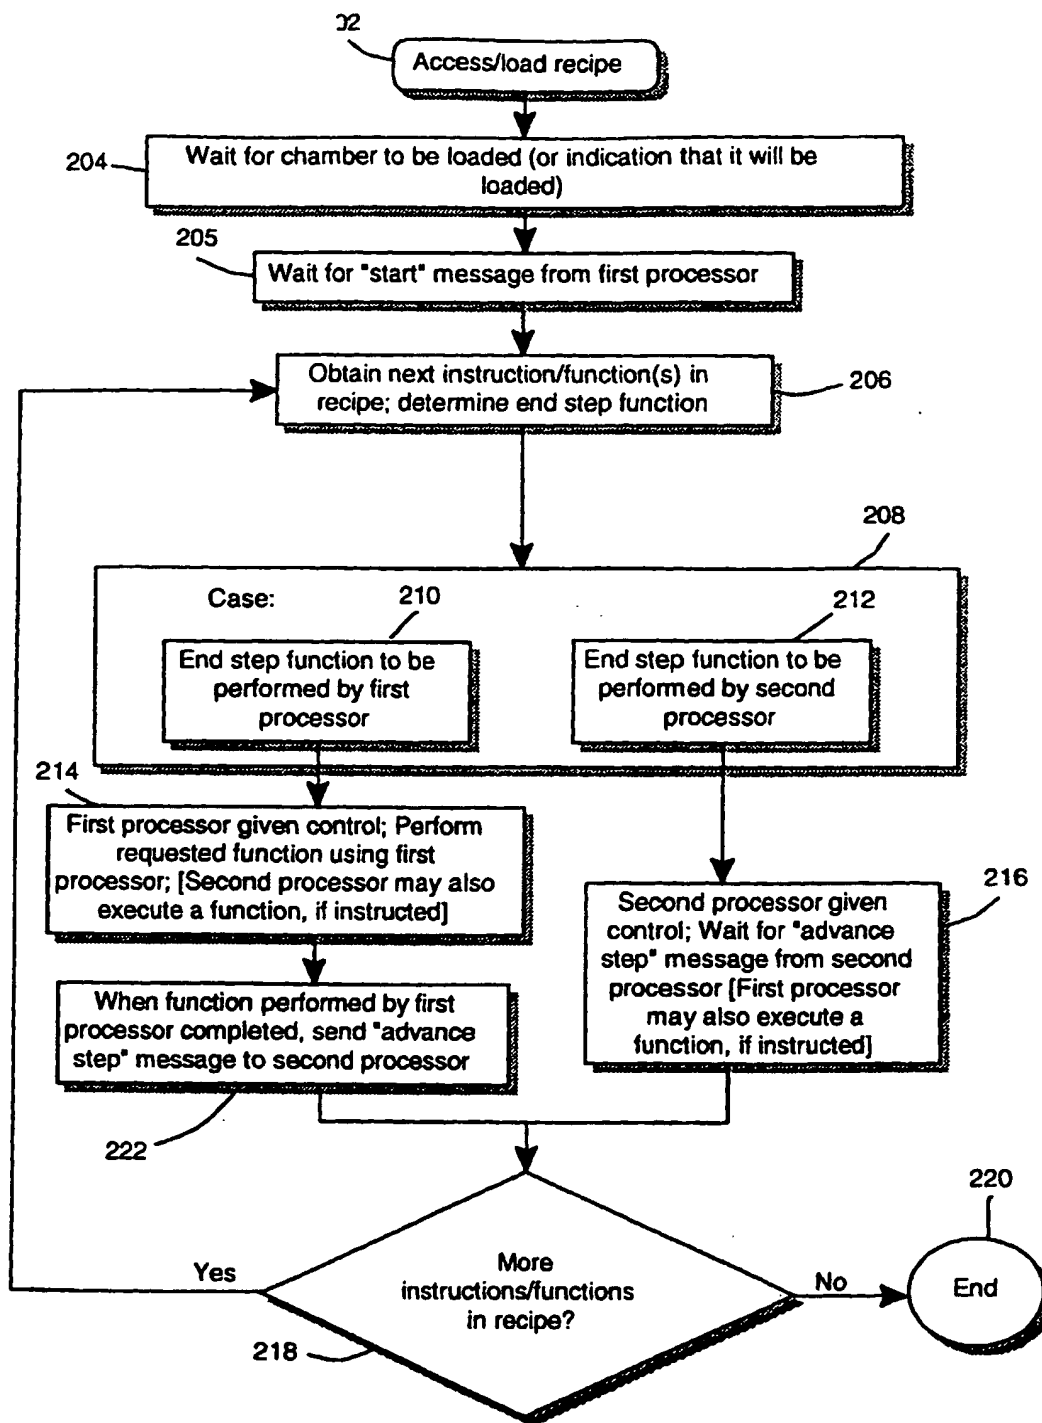 02
Access/load recipe
204
Wait for chamber to be loaded (or indication that it will be
loaded)
205
Wait for "start" message from first processor
Obtain next instruction/function(s) in
recipe; determine end step function
206
208
Case:
210
212
End step function to be
performed by first
processor
End step function to be
performed by second
processor
214
First processor given control; Perform
requested function using first
processor; [Second processor may also
execute a function, if instructed]
216
Second processor given
control; Wait for "advance
step" message from second
processor [First processor
may also execute a
function, if instructed]
When function performed by first
processor completed, send "advance
step" message to second processor
222
220
Yes
More
instructions/functions
in recipe?
No
End
218